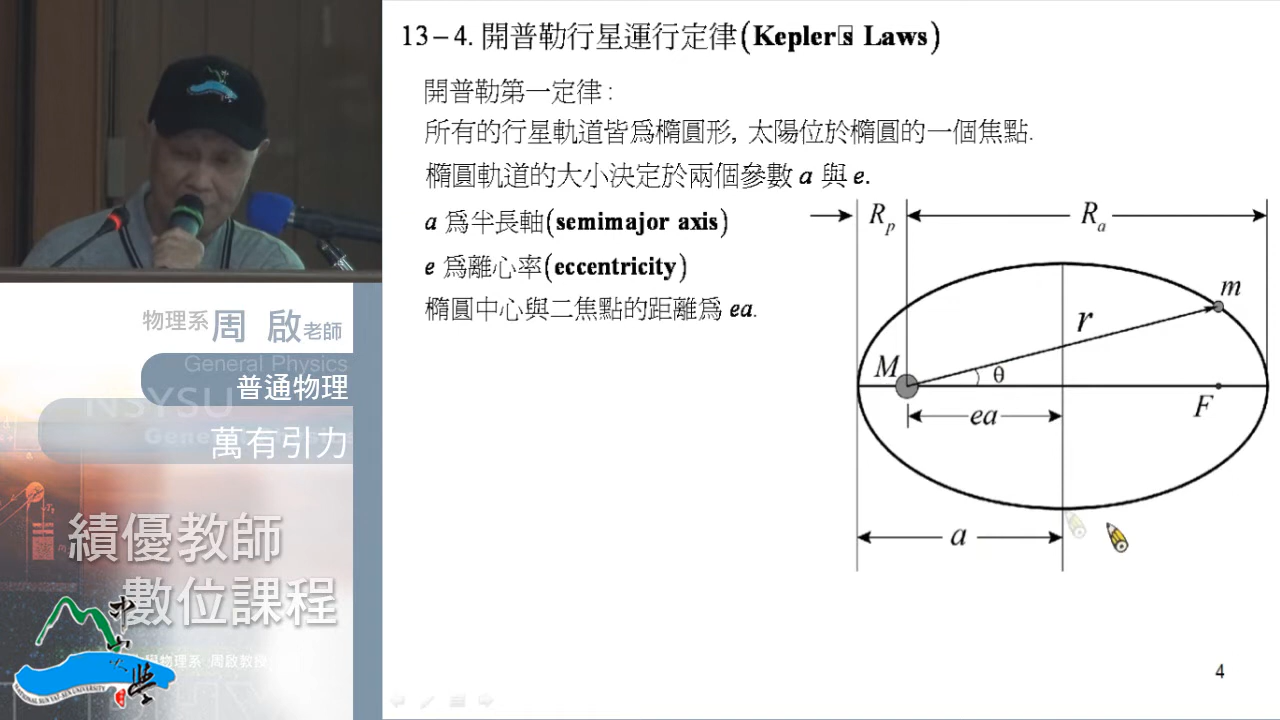 13-4. 開普勒行星運行定律(Kepler□s Laws)
開普勒第一定律:
所有的行星軌道皆為橢圓形, 太陽位於橢圓的一個焦點.
橢圓軌道的大小決定於兩個參數 a 與 e.
a 為半長軸(semimajor axis)
e 為離心率(eccentricity)
橢圓中心與二焦點的距離為 ea.
Rp
Ra
m
r
M
θ
F
ea
a
4
物理系 周 啟 老師
General Physics
普通物理
NSYSU
萬有引力
績優教師
數位課程
物理系 周啟教授